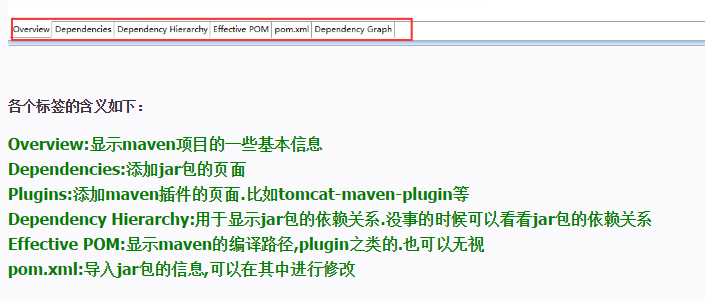 Overview Dependencies Dependency Hierarchy Effective POM pom.xml Dependency Graph
各个标签的含义如下：
Overview:显示maven项目的一些基本信息
Dependencies:添加jar包的页面
Plugins:添加maven插件的页面.比如tomcat-maven-plugin等
Dependency Hierarchy:用于显示jar包的依赖关系.没事的时候可以看看jar包的依赖关系
Effective POM:显示maven的编译路径,plugin之类的.也可以无视
pom.xml:导入jar包的信息,可以在其中进行修改